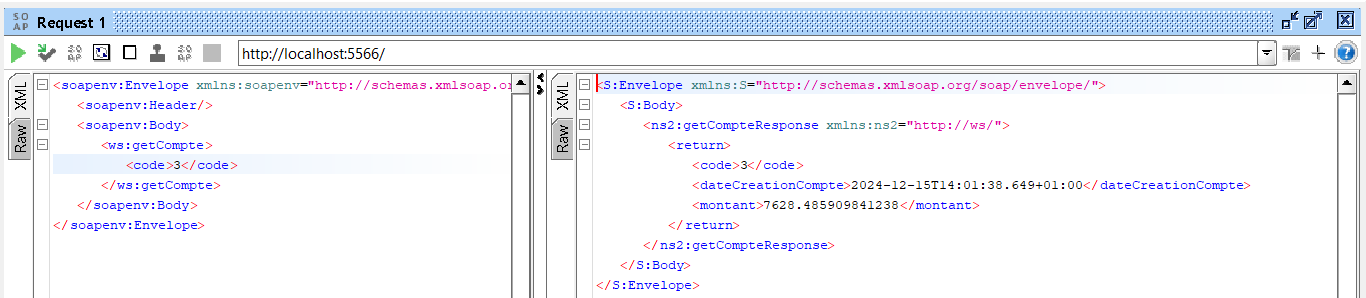 SO
AP Request 1
http://localhost:5566/
XML
Raw
<soapenv:Envelope xmlns:soapenv="http://schemas.xmlsoap.or
<soapenv:Header/>
<soapenv:Body>
<ws:getCompte>
<code>3</code>
</ws:getCompte>
</soapenv:Body>
</soapenv:Envelope>
XML
Raw
<S:Envelope xmlns:S="http://schemas.xmlsoap.org/soap/envelope/">
<S:Body>
<ns2:getCompteResponse xmlns:ns2="http://ws/">
<return>
<code>3</code>
<dateCreationCompte>2024-12-15T14:01:38.649+01:00</dateCreationCompte>
<montant>7628.485909841238</montant>
</return>
</ns2:getCompteResponse>
</S:Body>
</S:Envelope>